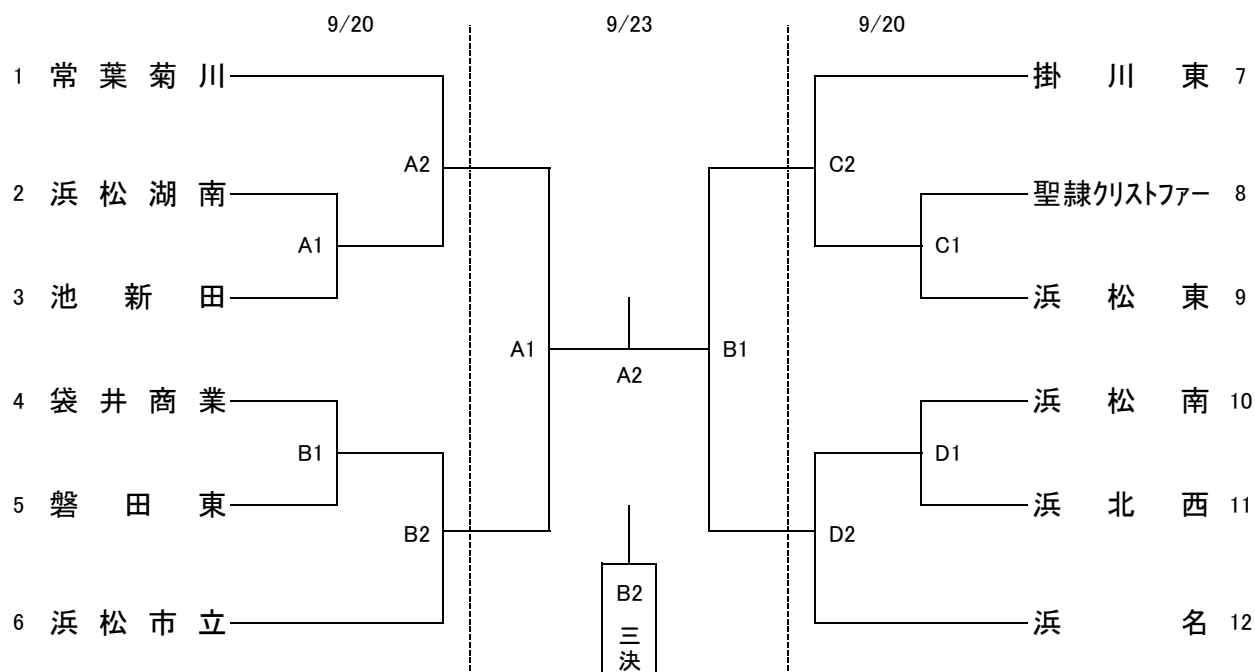 9/20 9/23 9/20
1 常葉菊川 掛川東 7
A2 C2
2 浜松湖南 聖隷クリストファー 8
A1 C1
3 池新田 浜松東 9
A1 B1
A2
4 袋井商業 浜松南 10
B1 D1
5 磐田東 浜北西 11
B2 D2
B2
三決
6 浜松市立 浜名 12